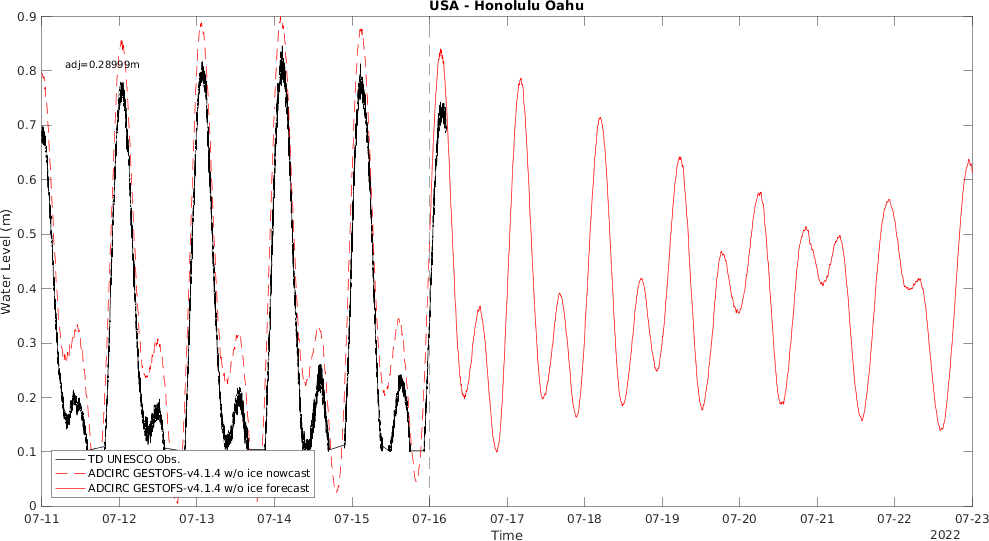 USA - Honolulu Oahu
0.9
0.8
0.7
0.6
0.5
0.4
0.3
0.2
0.1
0
Water Level (m)
adj=0.28999m
TD UNESCO Obs.
ADCIRC GESTOFS-v4.1.4 w/o ice nowcast
ADCIRC GESTOFS-v4.1.4 w/o ice forecast
07-11 07-12 07-13 07-14 07-15 07-16 07-17 07-18 07-19 07-20 07-21 07-22 07-23
Time
2022